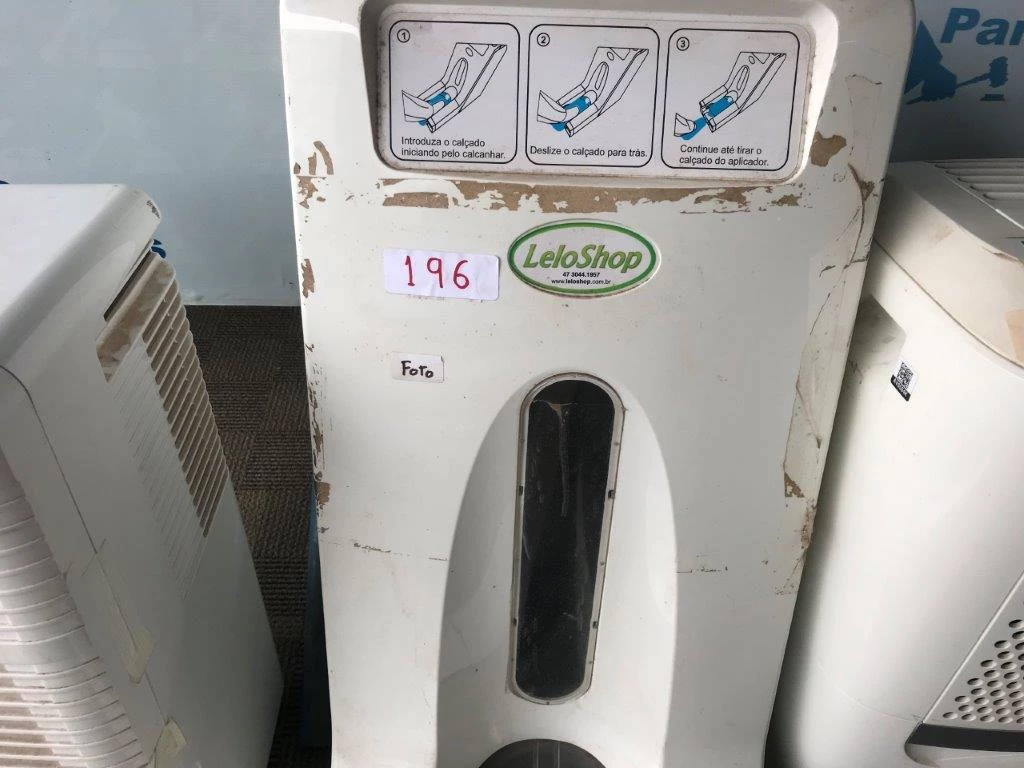 1
2
3
Introduza o calçado
iniciando pelo calcanhar.
Deslize o calçado para trás.
Continue até tirar o
calçado do aplicador.
LeloShop
47 3044.1957
www.leloshop.com.br
196
FOTO
Par